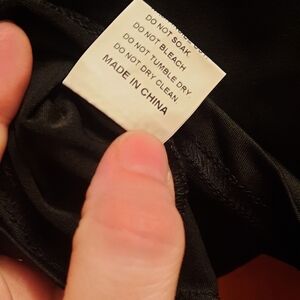 DO NOT SOAK
DO NOT BLEACH
DO NOT TUMBLE DRY
DO NOT DRY CLEAN
MADE IN CHINA